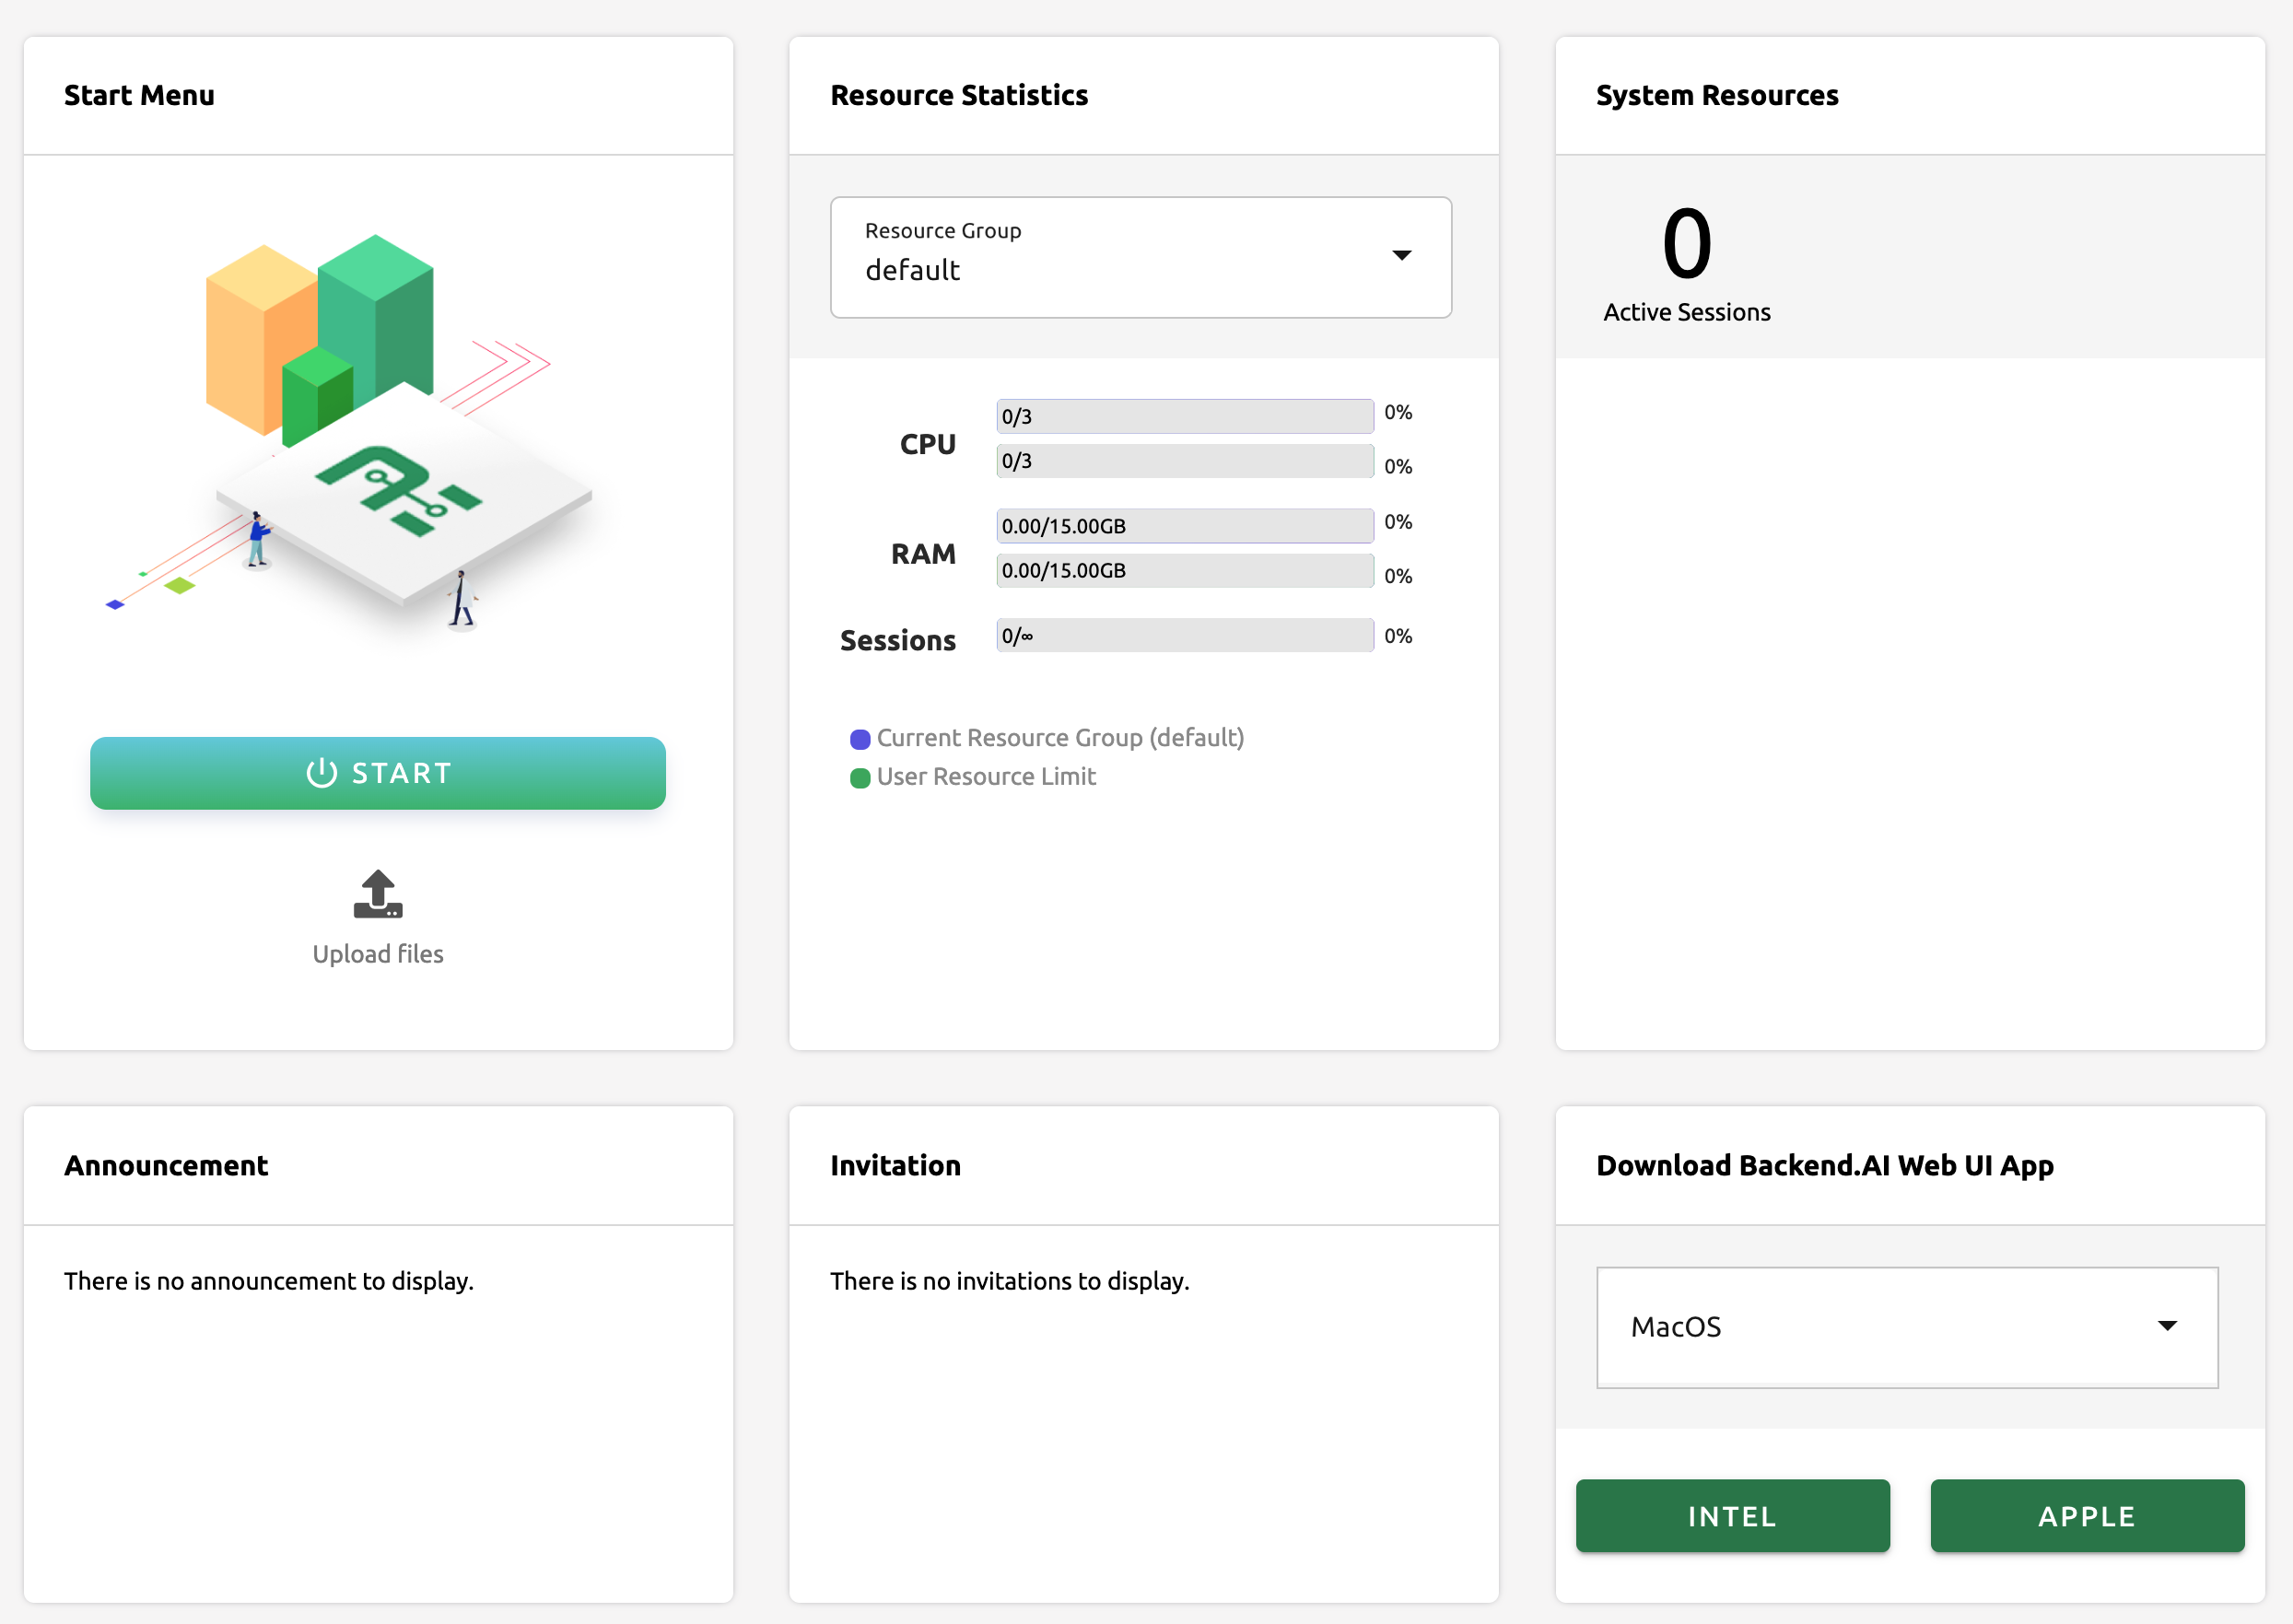 Start Menu
START
Upload files
Resource Statistics
Resource Group
default
CPU
0/3
0%
0/3
0%
RAM
0.00/15.00GB
0%
0.00/15.00GB
0%
Sessions
0/∞
0%
Current Resource Group (default)
User Resource Limit
System Resources
0
Active Sessions
Announcement
There is no announcement to display.
Invitation
There is no invitations to display.
Download Backend.AI Web UI App
MacOS
INTEL
APPLE